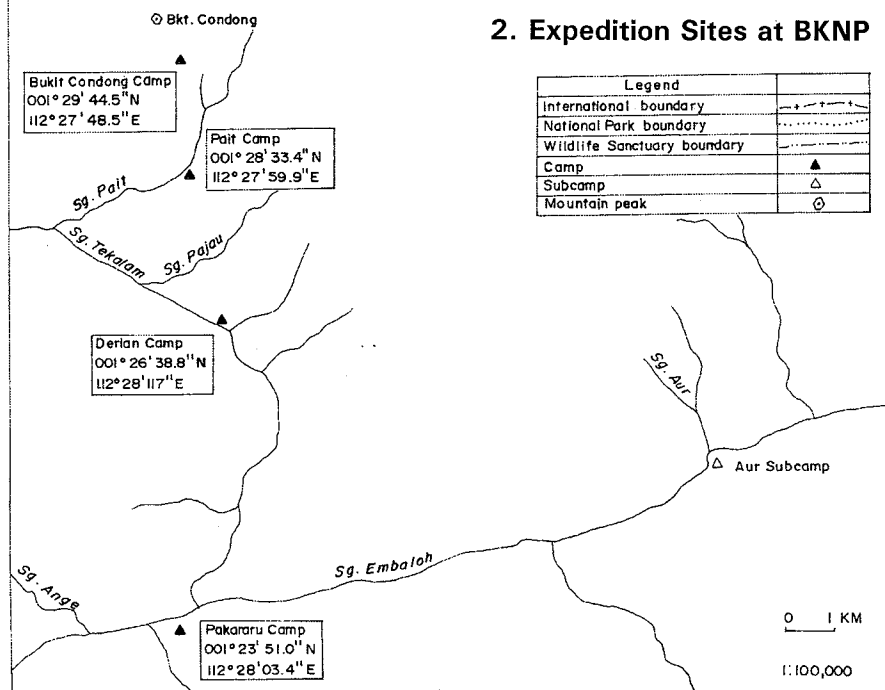 2. Expedition Sites at BKNP
Legend
International boundary
National Park boundary
Wildlife Sanctuary boundary
Camp
Subcamp
Mountain peak
Bkt. Condong
Bukit Condong Camp
001° 29' 44.5" N
112° 27' 48.5" E
Pait Camp
001° 28' 33.4" N
112° 27' 59.9" E
Sg. Pait
Sg. Tekalam
Sg. Pajau
Derian Camp
001° 26' 38.8" N
112° 28' 117" E
Sg. Aur
Aur Subcamp
Sg. Embaloh
Sg. Ange
Pakararu Camp
001° 23' 51.0" N
112° 28' 03.4" E
0 1 KM
1:100,000